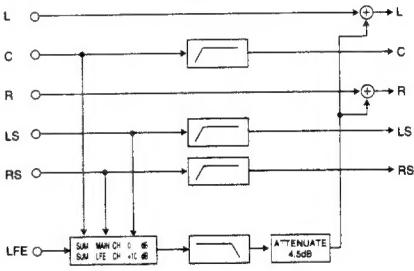 L
L
C
C
R
R
LS
LS
RS
RS
LFE
SUM MAIN CH 0 dB
SUM LFE CH +10 dB
ATTENUATE
4.5dB